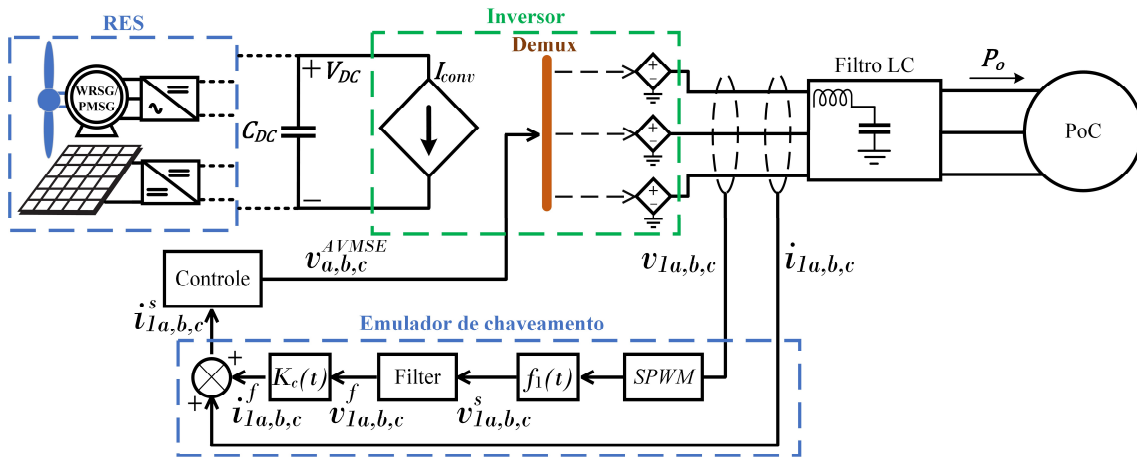 RES
WRSG/
PMSG
C_DC
+ V_DC
−
Inversor
I_conv
Demux
+
−
+
−
+
−
Filtro LC
P_o
PoC
v^AVMSE_a,b,c
v_1a,b,c
i_1a,b,c
Controle
i^s_1a,b,c
Emulador de chaveamento
+
+
i^f_1a,b,c
K_c(t)
v^f_1a,b,c
Filter
v^s_1a,b,c
f_1(t)
SPWM